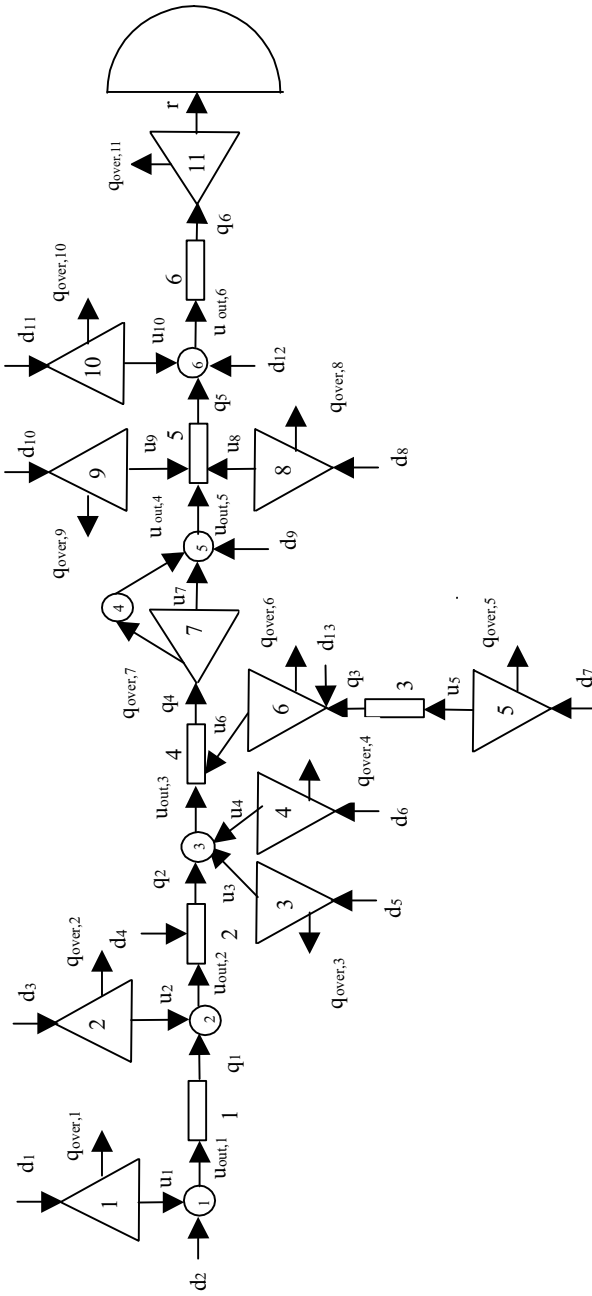 d1
qover,1
1
u1
d2
1
uout,1
1
q1
d3
qover,2
2
u2
2
uout,2
d4
2
q2
3
u3
3
d5
qover,3
u4
4
d6
qover,4
uout,3
4
q4
u6
6
qover,6
d13
q3
3
u5
5
qover,5
d7
qover,7
7
4
u7
5
d9
u out,4
uout,5
d10
9
qover,9
u9
5
u8
8
qover,8
d8
q5
d11
10
qover,10
u10
6
d12
u out,6
6
q6
11
qover,11
r